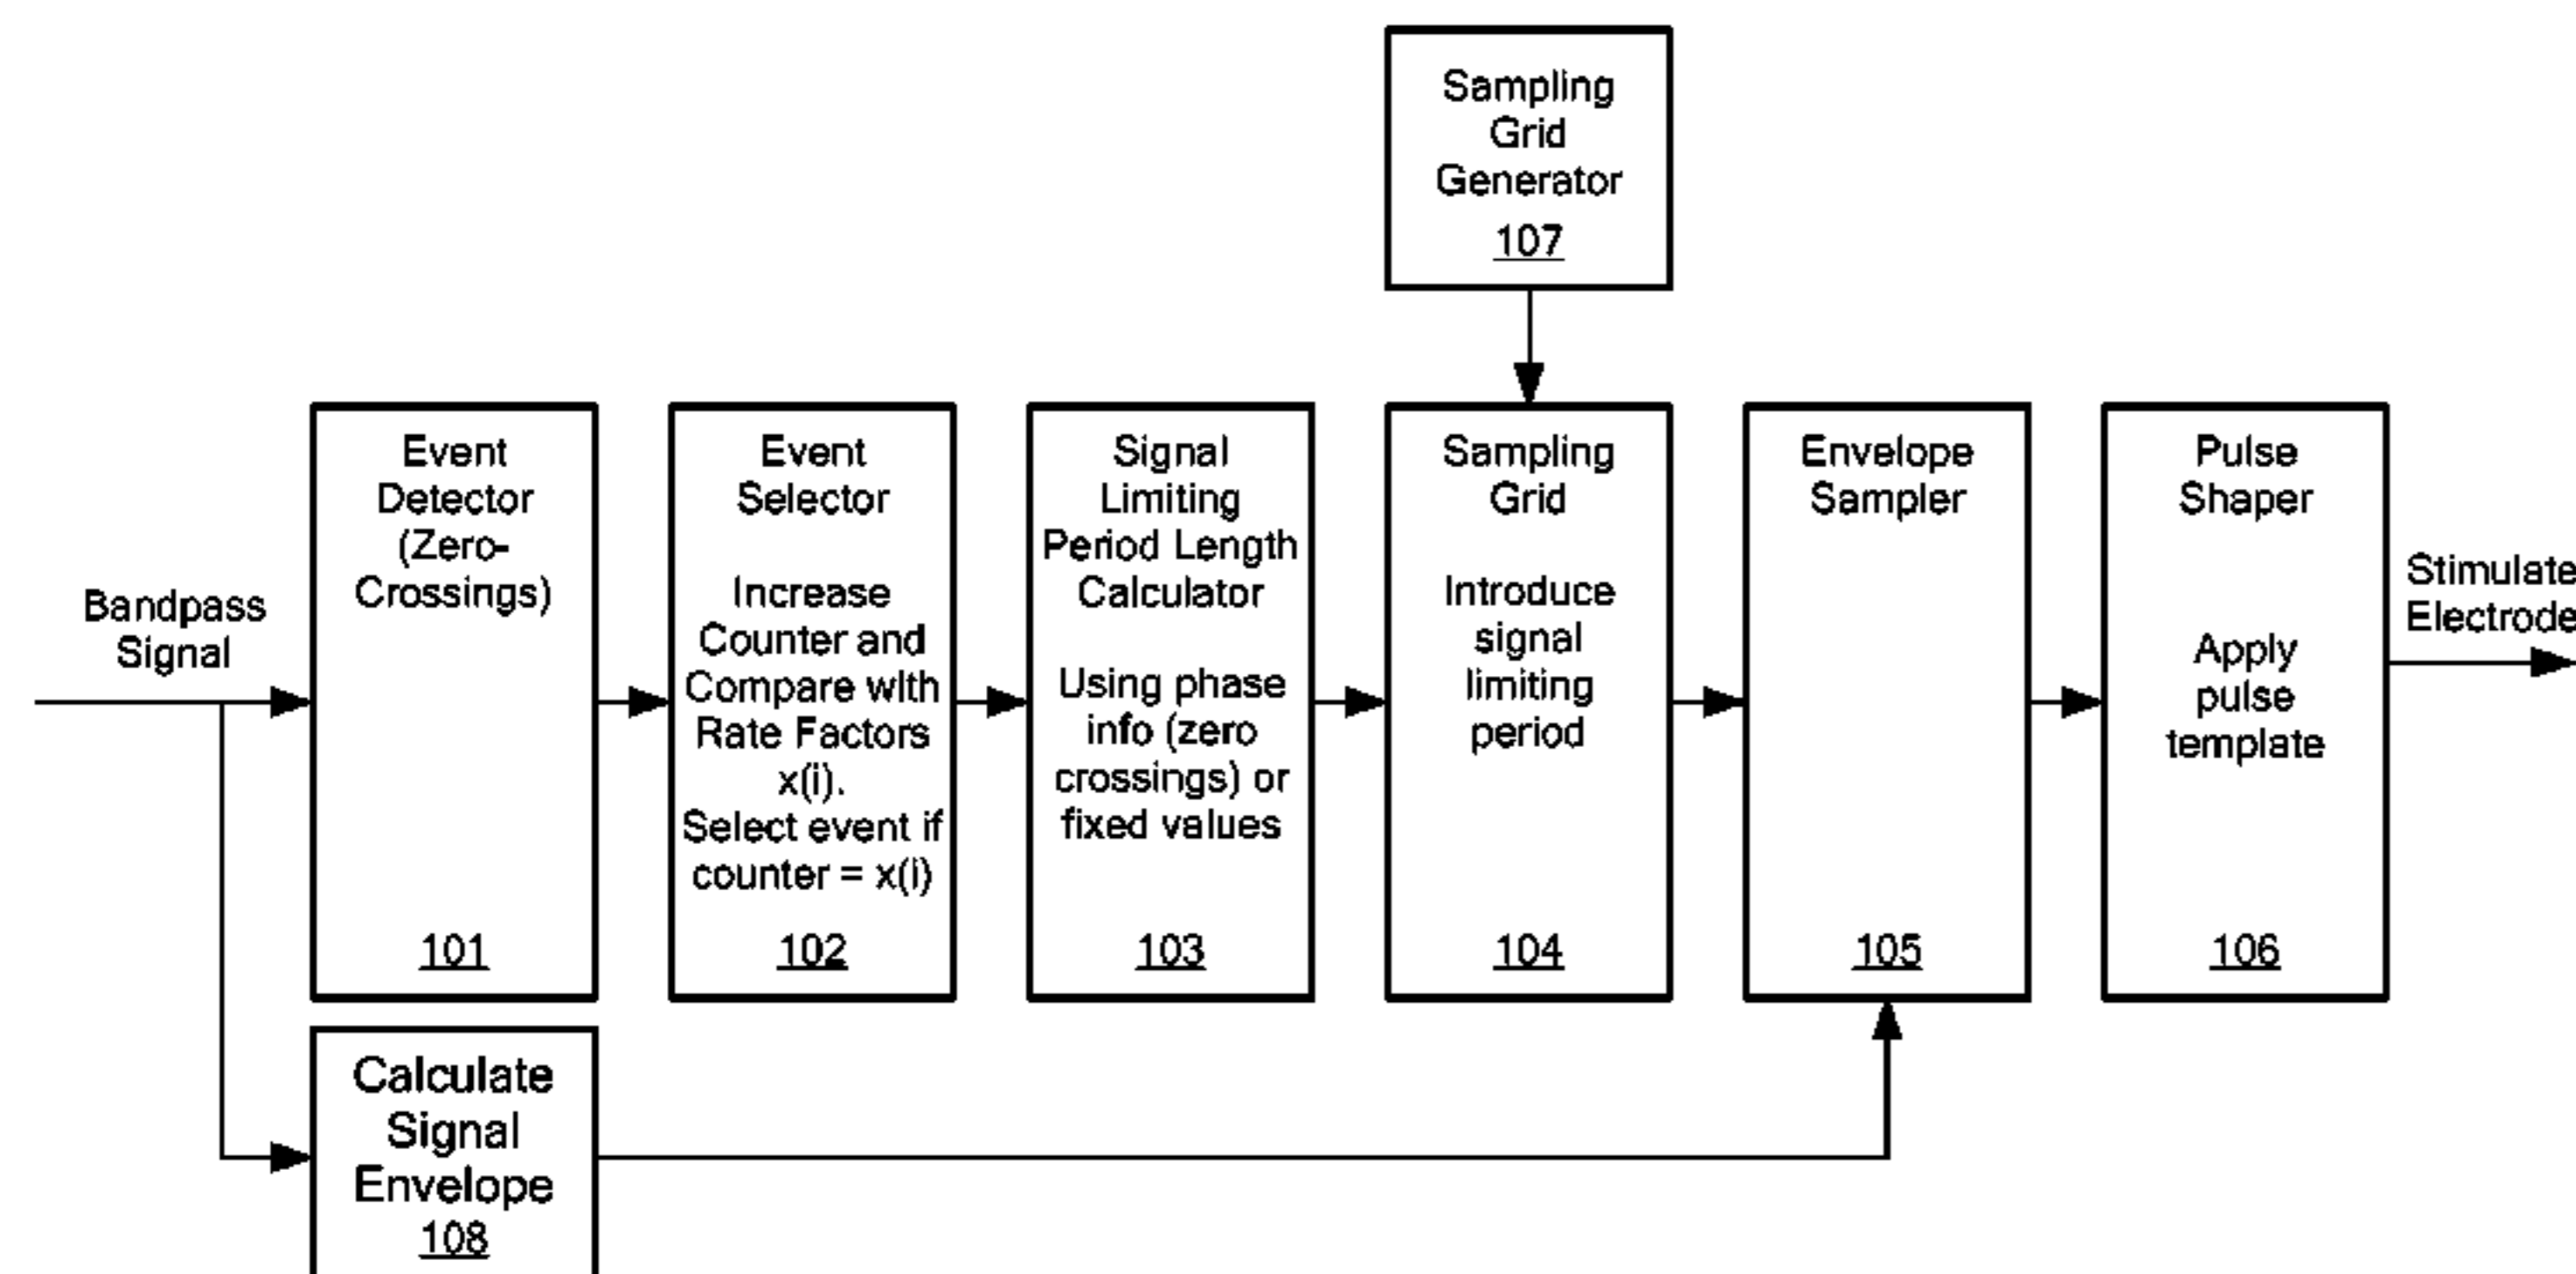 Sampling
Grid
Generator
107
Bandpass
Signal
Event
Detector
(Zero-
Crossings)
101
Event
Selector
Increase
Counter and
Compare with
Rate Factors
x(i).
Select event if
counter = x(i)
102
Signal
Limiting
Period Length
Calculator
Using phase
info (zero
crossings) or
fixed values
103
Sampling
Grid
Introduce
signal
limiting
period
104
Envelope
Sampler
105
Pulse
Shaper
Apply
pulse
template
106
Stimulate
Electrode
Calculate
Signal
Envelope
108